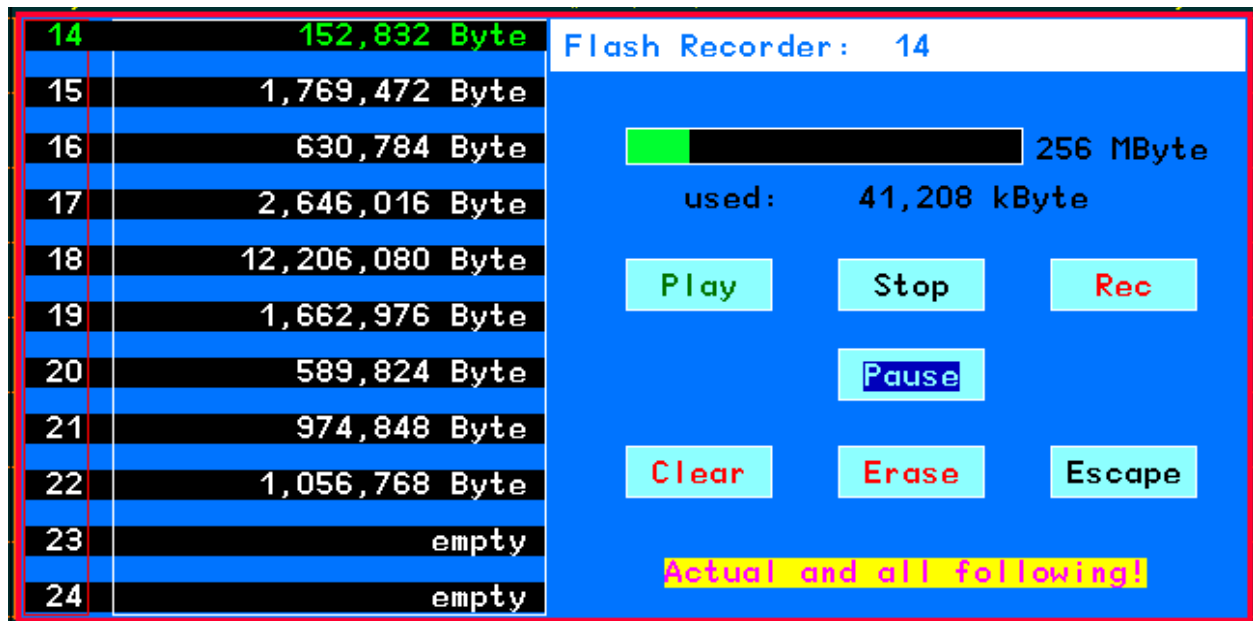 14 152,832 Byte
15 1,769,472 Byte
16 630,784 Byte
17 2,646,016 Byte
18 12,206,080 Byte
19 1,662,976 Byte
20 589,824 Byte
21 974,848 Byte
22 1,056,768 Byte
23 empty
24 empty
Flash Recorder: 14
256 MByte
used: 41,208 kByte
Play Stop Rec
Pause
Clear Erase Escape
Actual and all following!